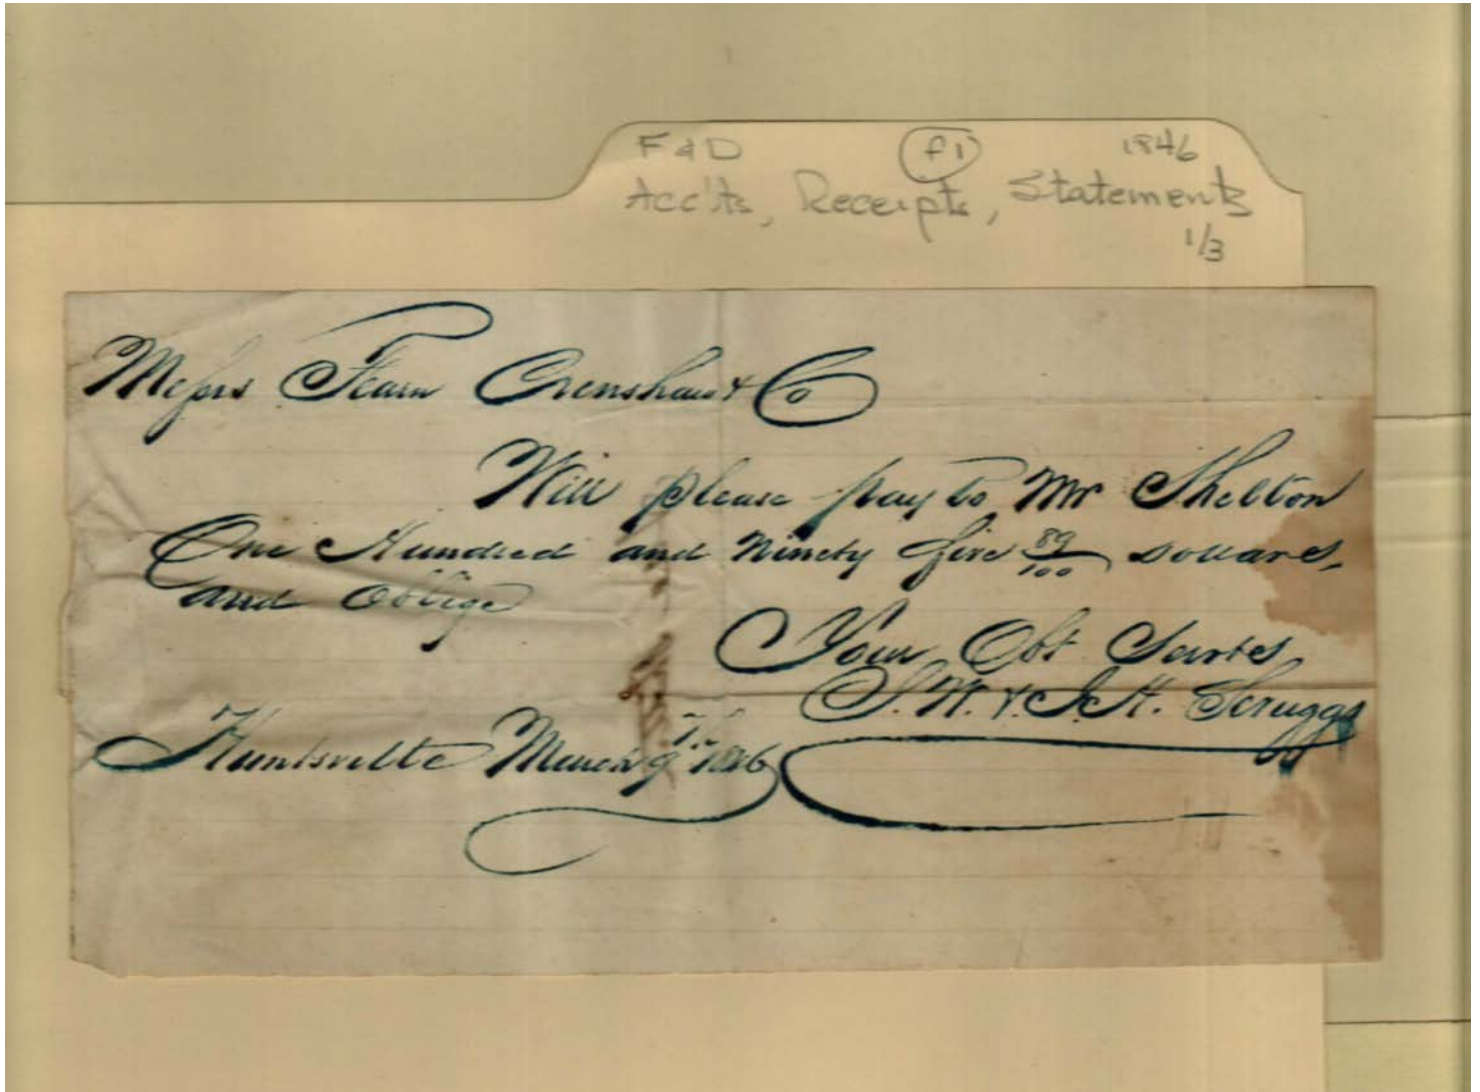 F & D (f1) 1846
Acc'ts, Receipts, Statements
1/3
Messrs Fearn Crenshaw & Co
Will please pay to Mr Shelton
One Hundred and Ninety five 89/100 Dollars,
and Oblige
Your Obt Servts
S. W. & J. H. Scruggs
Huntsville March 9th 1846